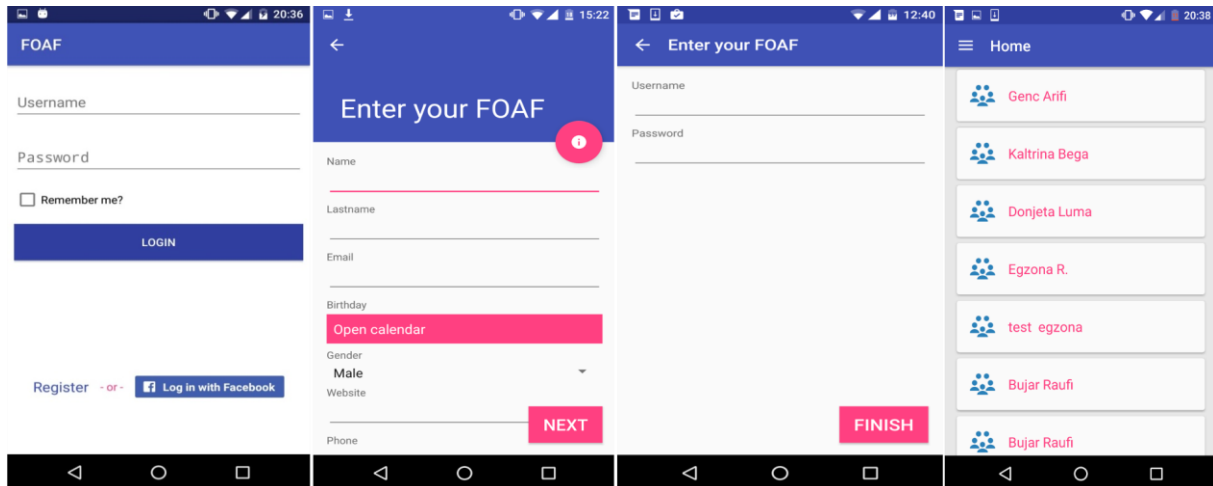 20:36
FOAF
Username
Password
Remember me?
LOGIN
Register - or - Log in with Facebook
15:22
Enter your FOAF
Name
Lastname
Email
Birthday
Open calendar
Gender
Male
Website
NEXT
Phone
12:40
Enter your FOAF
Username
Password
FINISH
20:38
Home
Genc Arifi
Kaltrina Bega
Donjeta Luma
Egzona R.
test egzona
Bujar Raufi
Bujar Raufi